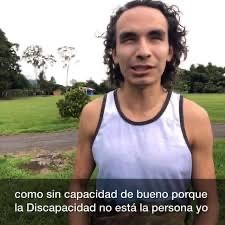 como sin capacidad de bueno porque
la Discapacidad no está la persona yo